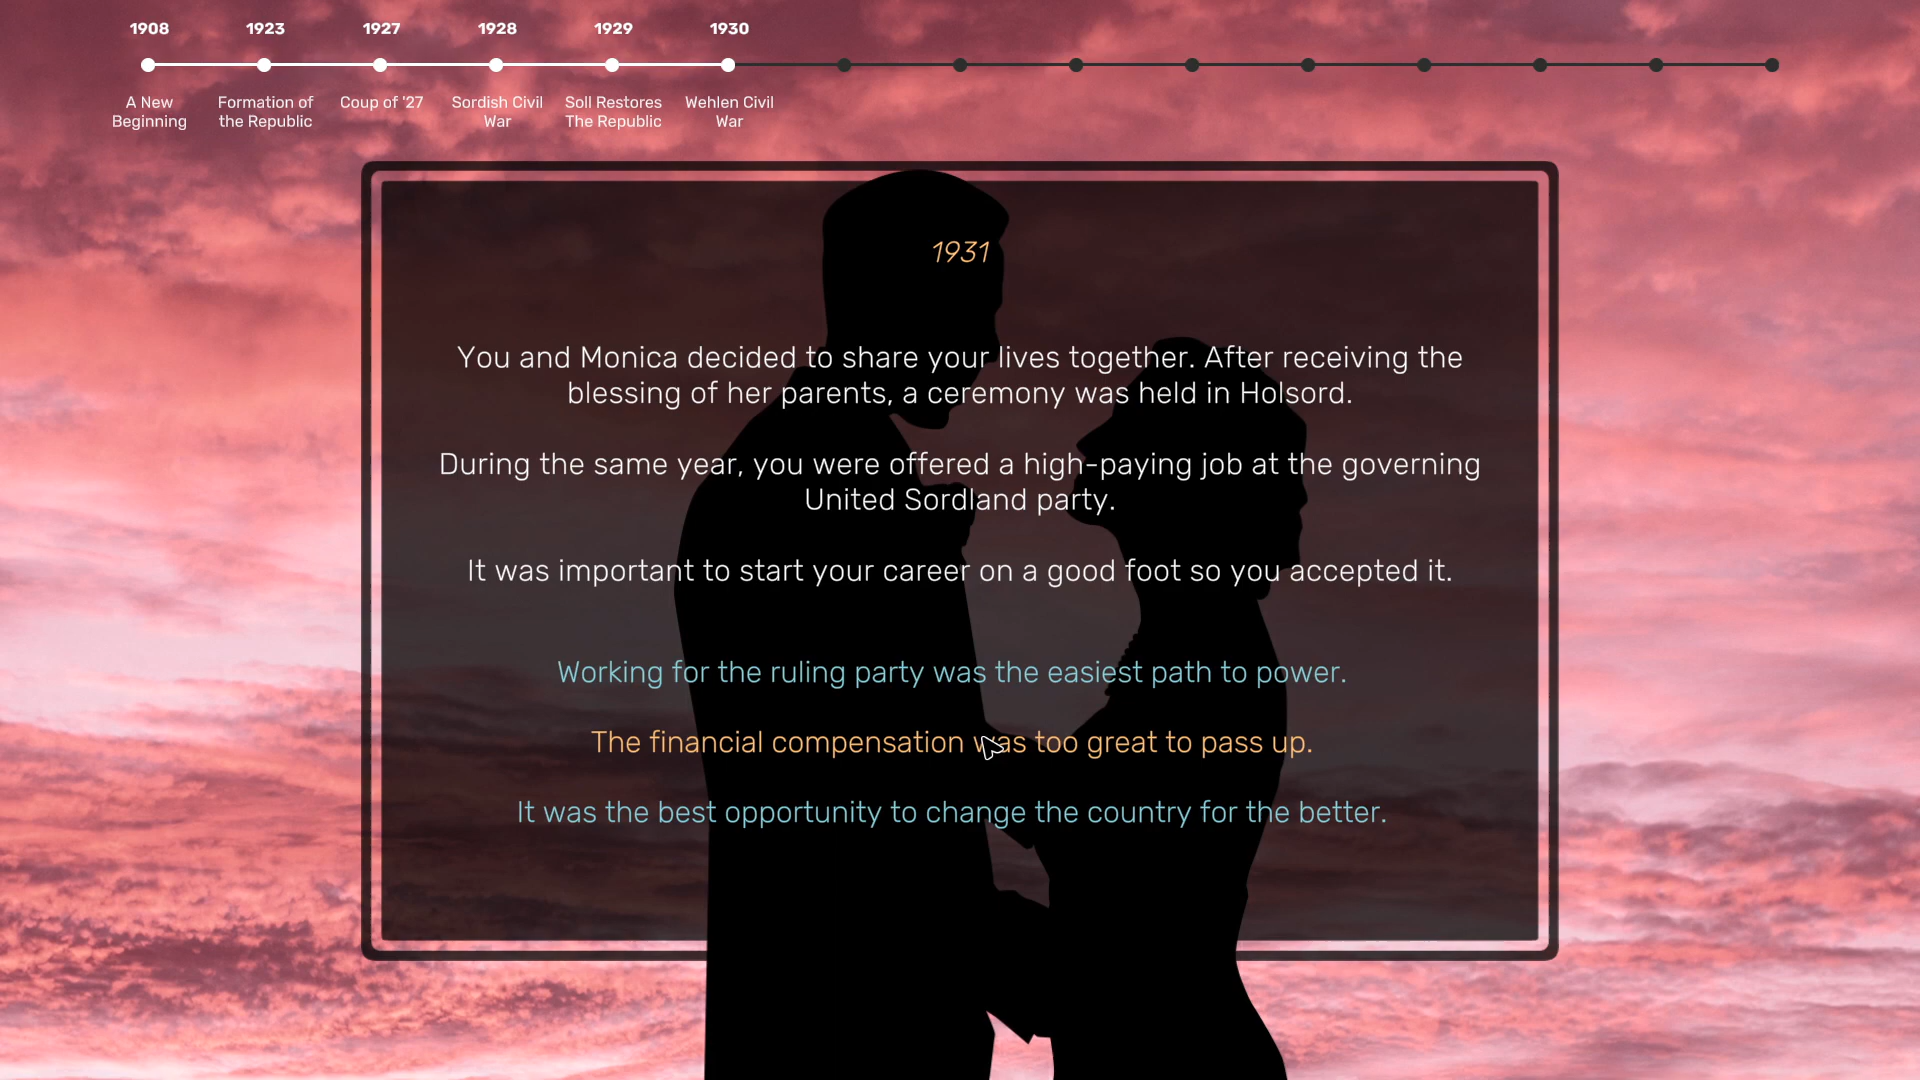 1908
1923
1927
1928
1929
1930
A New
Beginning
Formation of
the Republic
Coup of '27
Sordish Civil
War
Soll Restores
The Republic
Wehlen Civil
War
1931
You and Monica decided to share your lives together. After receiving the
blessing of her parents, a ceremony was held in Holsord.
During the same year, you were offered a high-paying job at the governing
United Sordland party.
It was important to start your career on a good foot so you accepted it.
Working for the ruling party was the easiest path to power.
The financial compensation was too great to pass up.
It was the best opportunity to change the country for the better.